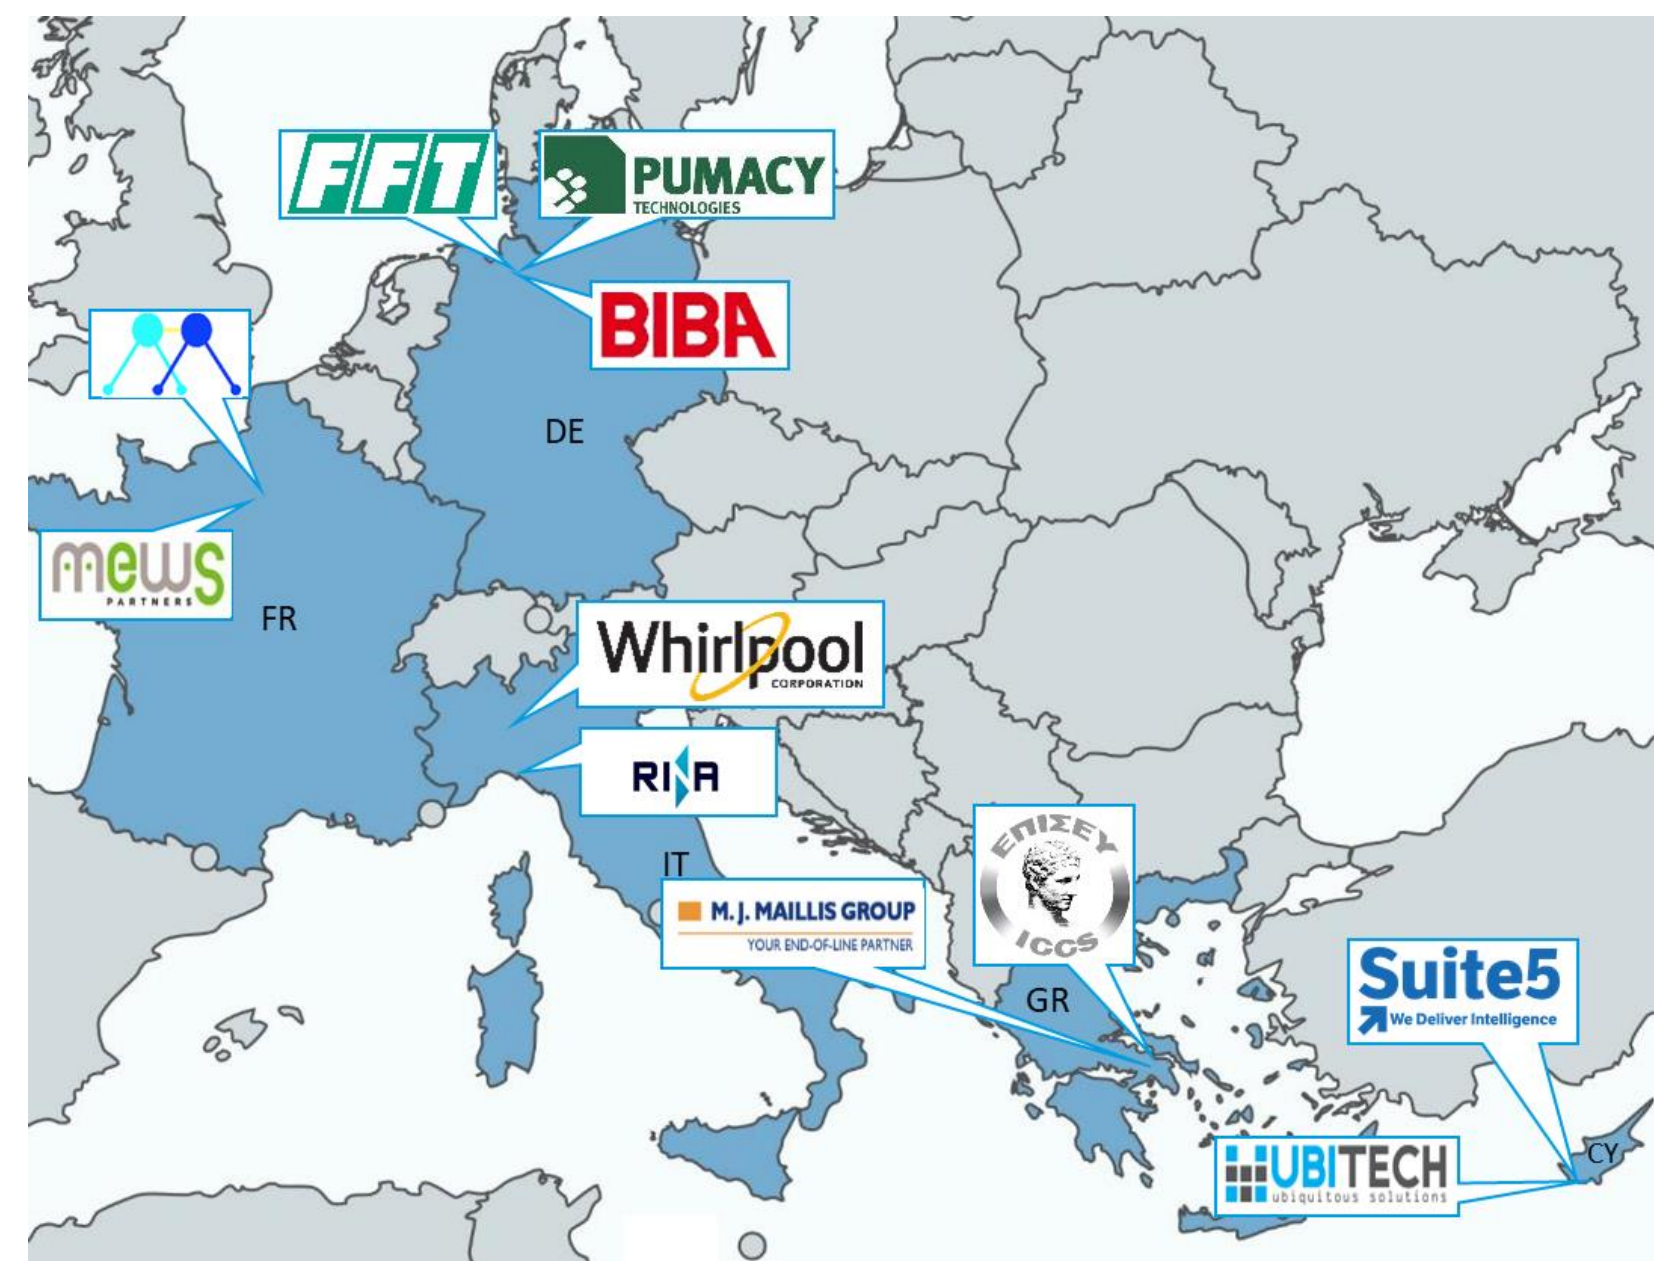 FFT
PUMACY
TECHNOLOGIES
BIBA
DE
mews
PARTNERS
FR
Whirlpool
CORPORATION
RINA
IT
M. J. MAILLIS GROUP
YOUR END-OF-LINE PARTNER
ΕΠΙΣΕΥ
ICCS
GR
Suite5
We Deliver Intelligence
CY
UBITECH
ubiquitous solutions